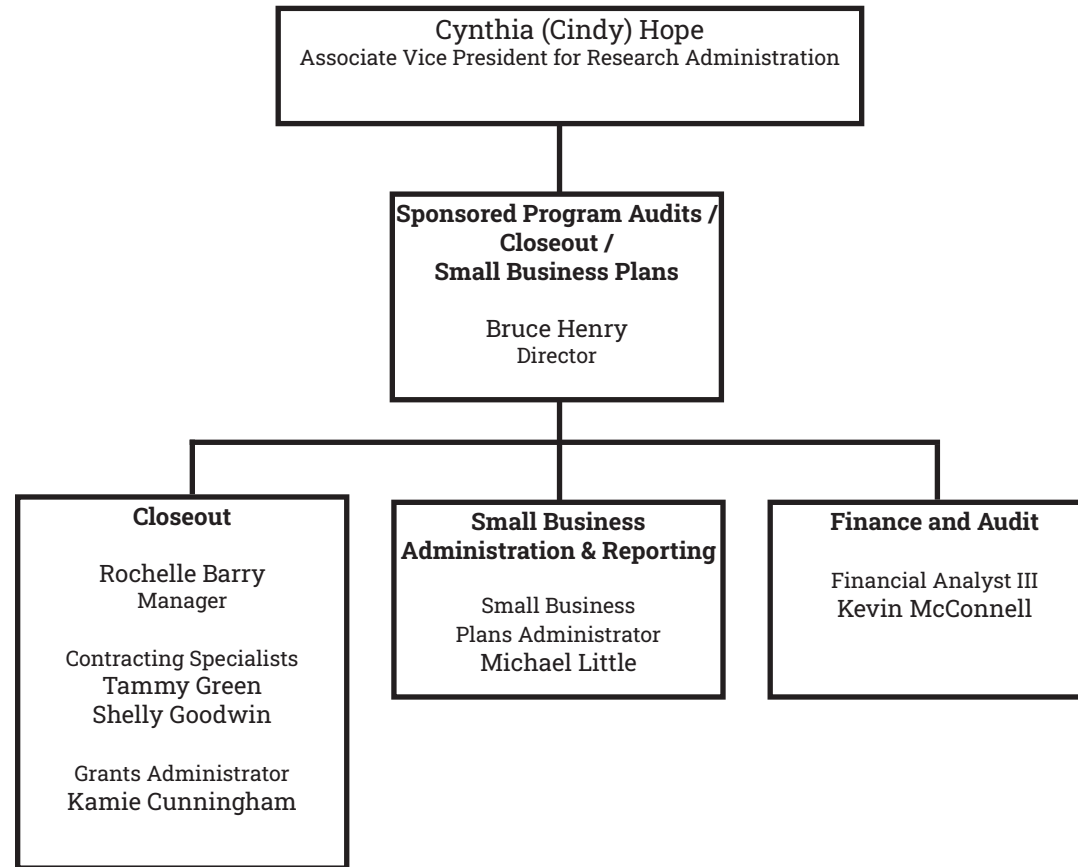 Cynthia (Cindy) Hope
Associate Vice President for Research Administration
Sponsored Program Audits /
Closeout /
Small Business Plans
Bruce Henry
Director
Closeout
Rochelle Barry
Manager
Contracting Specialists
Tammy Green
Shelly Goodwin
Grants Administrator
Kamie Cunningham
Small Business
Administration & Reporting
Small Business
Plans Administrator
Michael Little
Finance and Audit
Financial Analyst III
Kevin McConnell